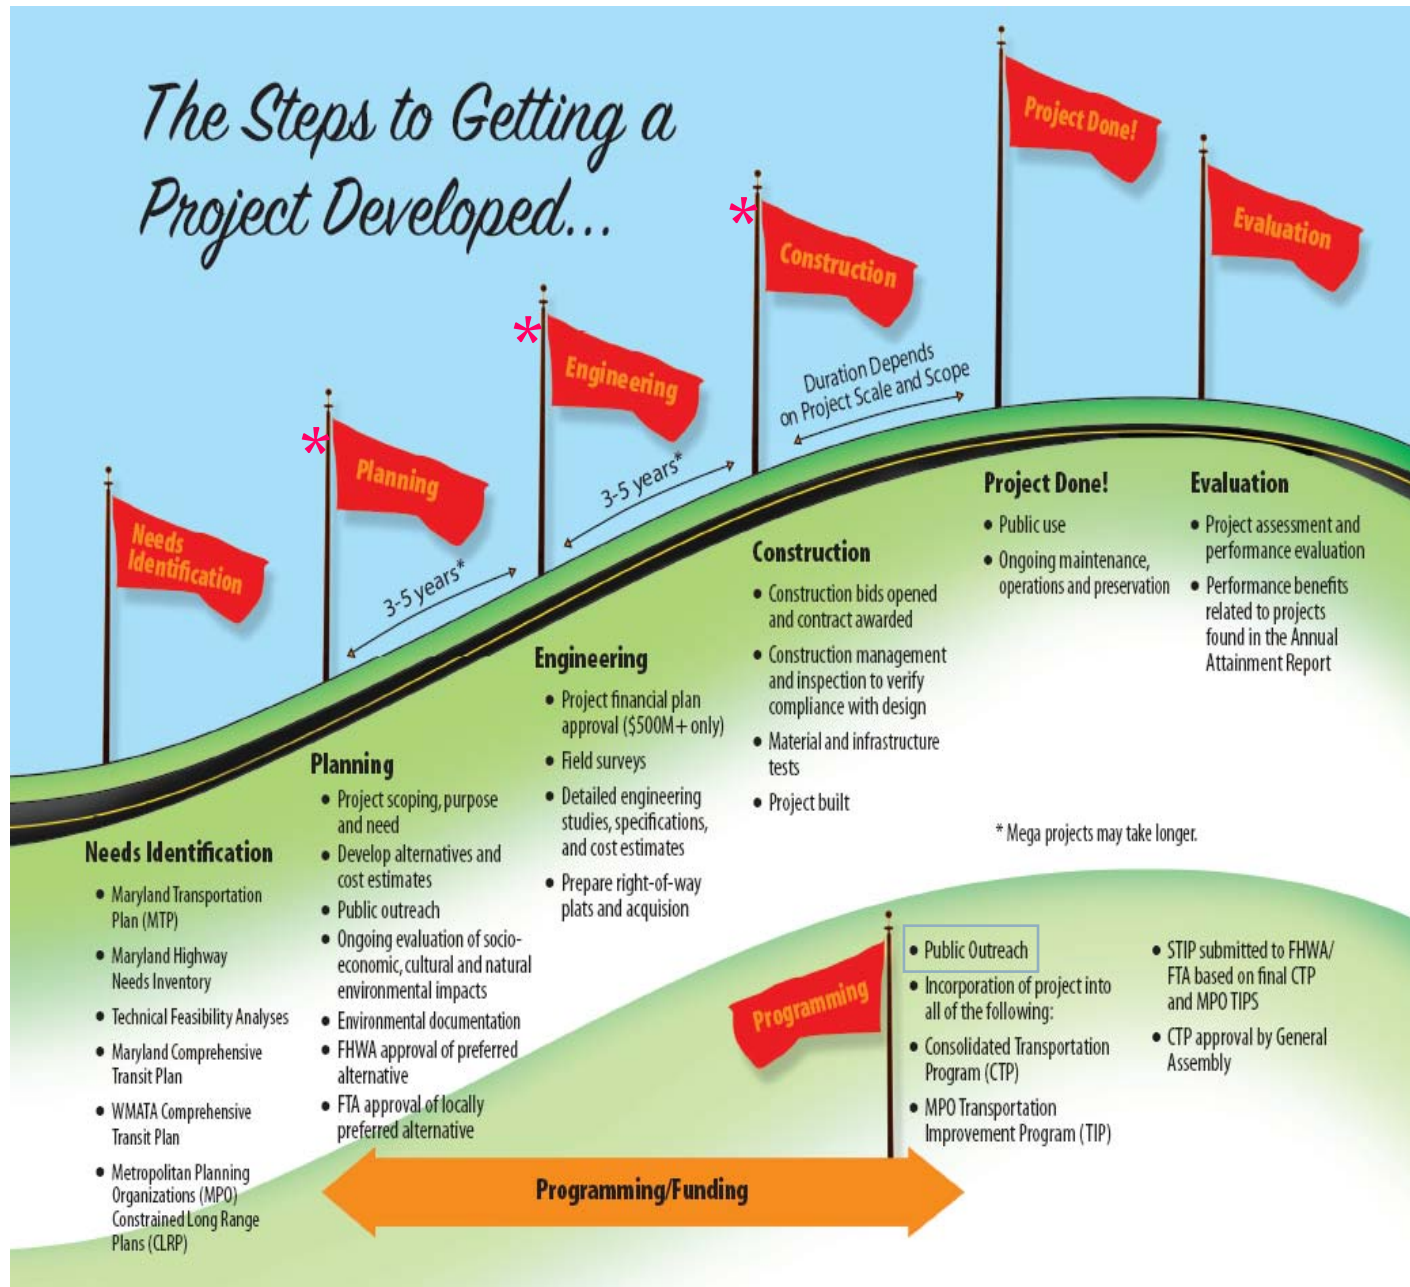 The Steps to Getting a
Project Developed...
*
*
*
Needs
Identification
Planning
Engineering
Construction
Project Done!
Evaluation
3-5 years*
3-5 years*
Duration Depends
on Project Scale and Scope
Needs Identification
• Maryland Transportation
Plan (MTP)
• Maryland Highway
Needs Inventory
• Technical Feasibility Analyses
• Maryland Comprehensive
Transit Plan
• WMATA Comprehensive
Transit Plan
• Metropolitan Planning
Organizations (MPO)
Constrained Long Range
Plans (CLRP)
Planning
• Project scoping, purpose
and need
• Develop alternatives and
cost estimates
• Public outreach
• Ongoing evaluation of socio-
economic, cultural and natural
environmental impacts
• Environmental documentation
• FHWA approval of preferred
alternative
• FTA approval of locally
preferred alternative
Engineering
• Project financial plan
approval ($500M+ only)
• Field surveys
• Detailed engineering
studies, specifications,
and cost estimates
• Prepare right-of-way
plats and acquision
Construction
• Construction bids opened
and contract awarded
• Construction management
and inspection to verify
compliance with design
• Material and infrastructure
tests
• Project built
Project Done!
• Public use
• Ongoing maintenance,
operations and preservation
Evaluation
• Project assessment and
performance evaluation
• Performance benefits
related to projects
found in the Annual
Attainment Report
* Mega projects may take longer.
Programming
• Public Outreach
• Incorporation of project into
all of the following:
• Consolidated Transportation
Program (CTP)
• MPO Transportation
Improvement Program (TIP)
• STIP submitted to FHWA/
FTA based on final CTP
and MPO TIPS
• CTP approval by General
Assembly
Programming/Funding